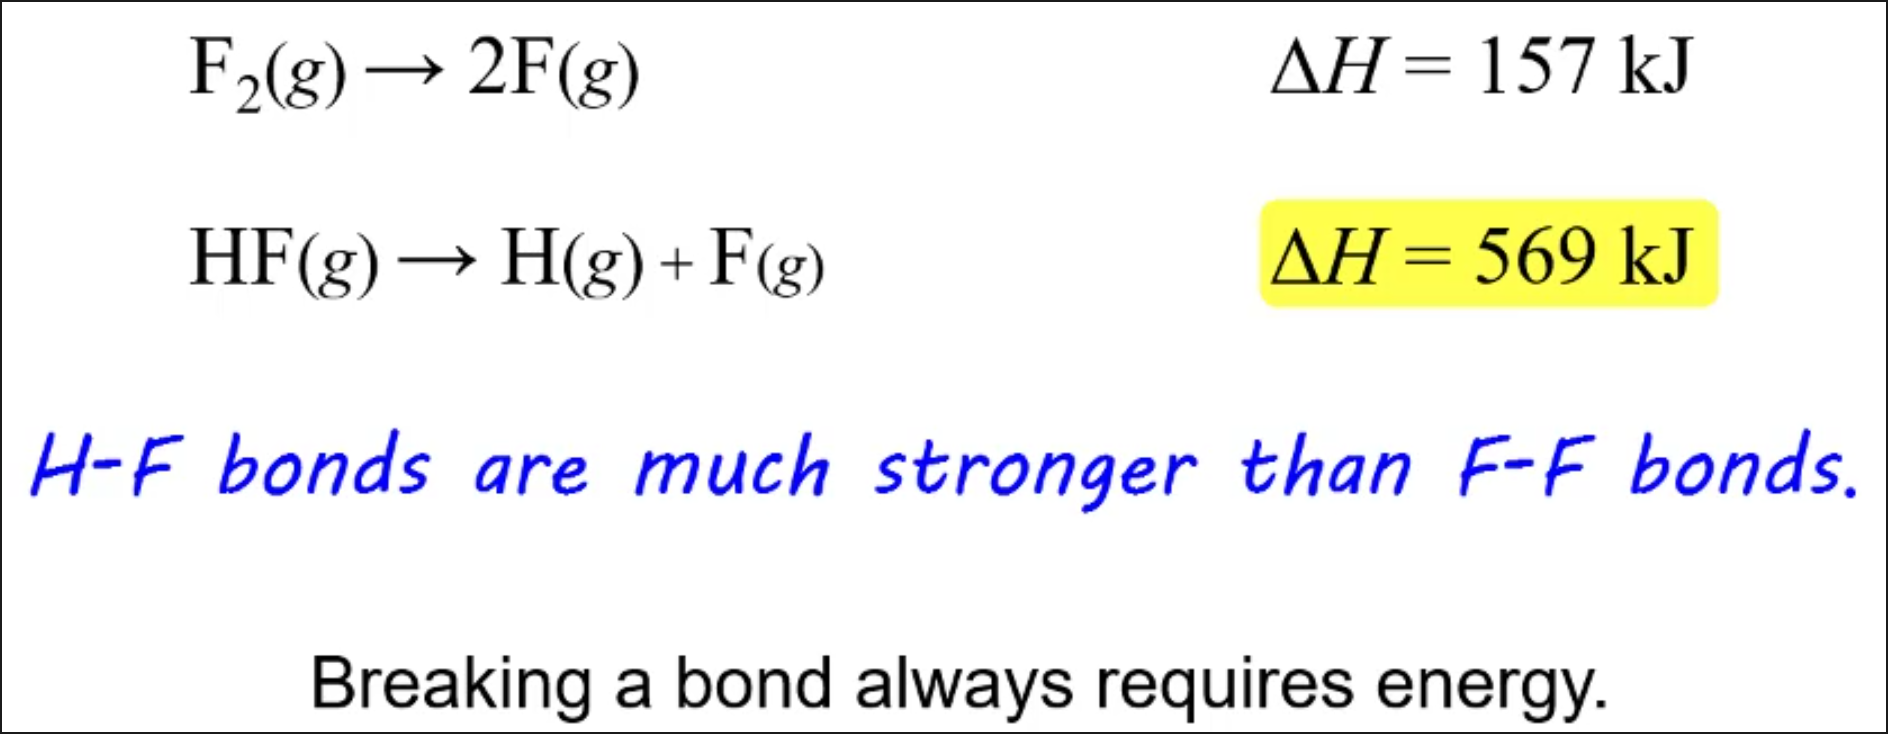 F₂(g) → 2F(g) ΔH = 157 kJ
HF(g) → H(g) + F(g) ΔH = 569 kJ
H-F bonds are much stronger than F-F bonds.
Breaking a bond always requires energy.